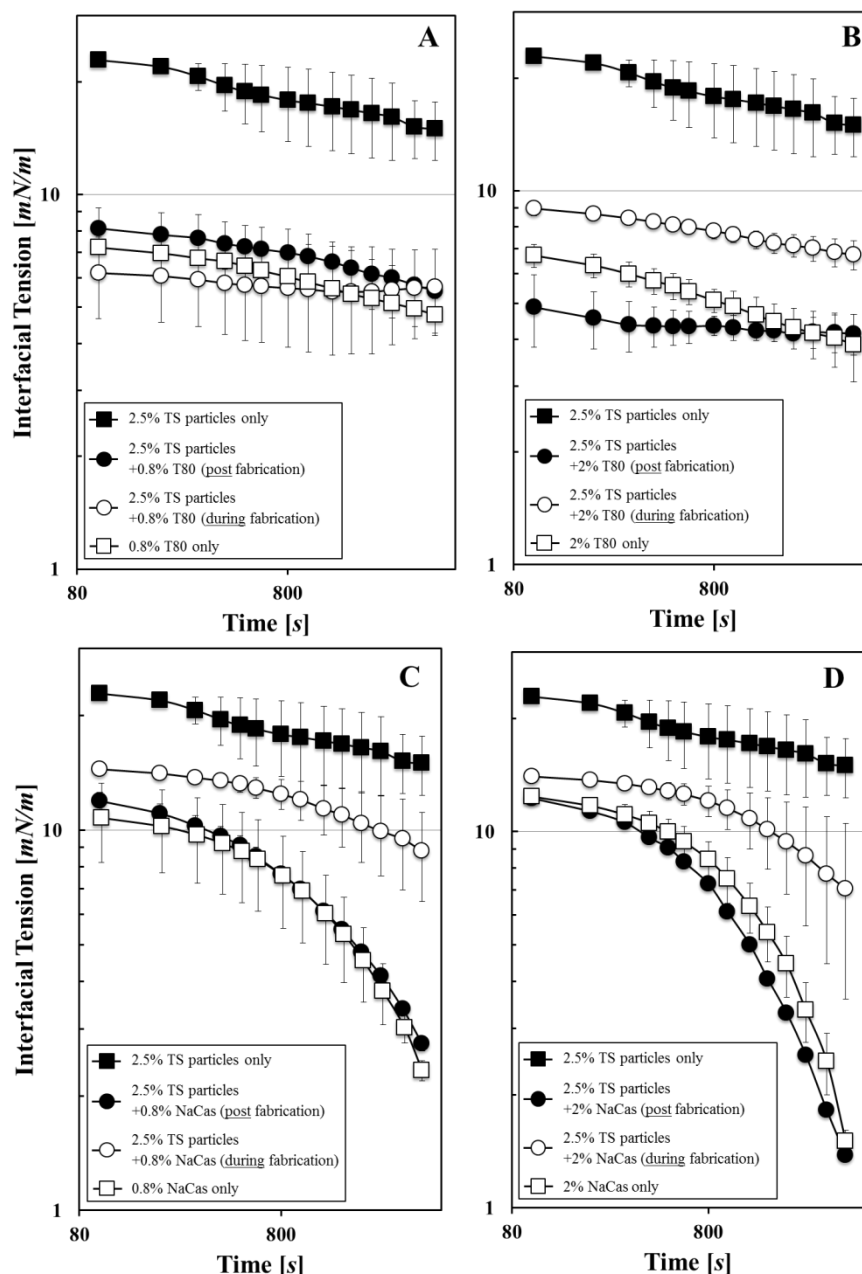 A
Interfacial Tension [mN/m]
10
1
2.5% TS particles only
2.5% TS particles
+0.8% T80 (post fabrication)
2.5% TS particles
+0.8% T80 (during fabrication)
0.8% T80 only
80
800
Time [s]
B
10
1
2.5% TS particles only
2.5% TS particles
+2% T80 (post fabrication)
2.5% TS particles
+2% T80 (during fabrication)
2% T80 only
80
800
Time [s]
C
Interfacial Tension [mN/m]
10
1
2.5% TS particles only
2.5% TS particles
+0.8% NaCas (post fabrication)
2.5% TS particles
+0.8% NaCas (during fabrication)
0.8% NaCas only
80
800
Time [s]
D
10
1
2.5% TS particles only
2.5% TS particles
+2% NaCas (post fabrication)
2.5% TS particles
+2% NaCas (during fabrication)
2% NaCas only
80
800
Time [s]